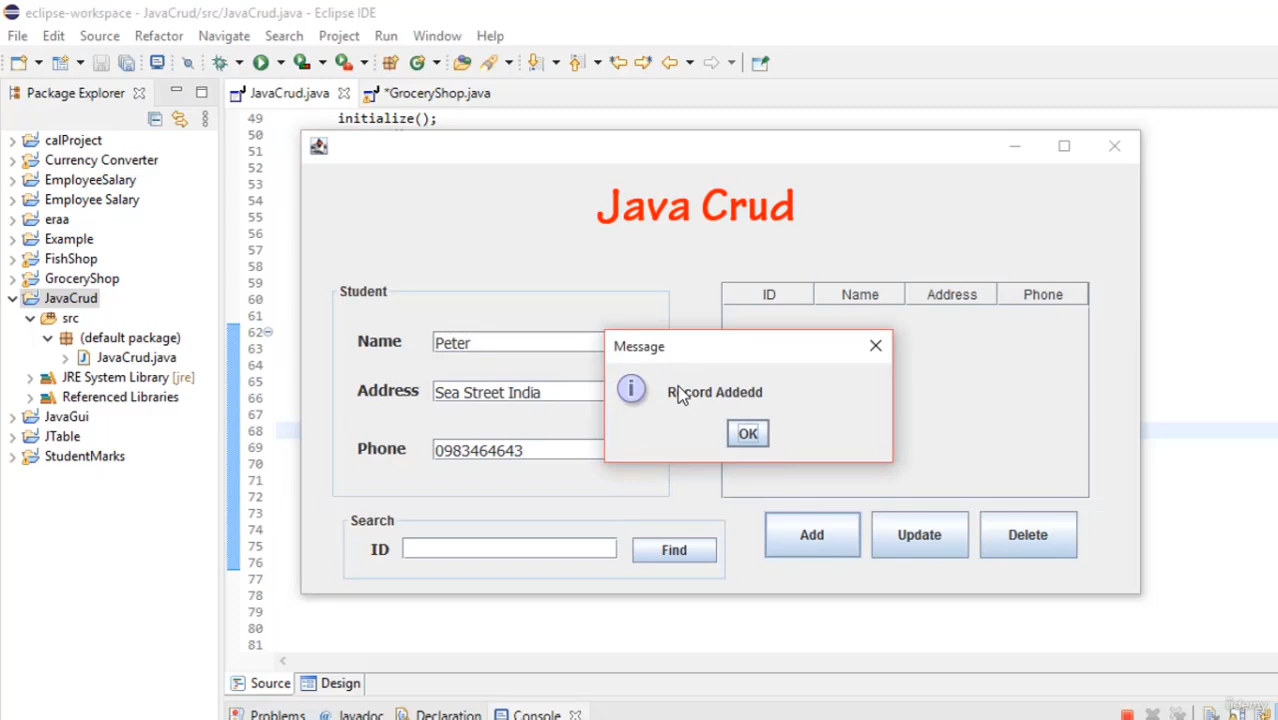 eclipse-workspace - JavaCrud/src/JavaCrud.java - Eclipse IDE
File Edit Source Refactor Navigate Search Project Run Window Help
Package Explorer
JavaCrud.java
*GroceryShop.java
calProject
Currency Converter
EmployeeSalary
Employee Salary
eraa
Example
FishShop
GroceryShop
JavaCrud
src
(default package)
JavaCrud.java
JRE System Library [jre]
Referenced Libraries
JavaGui
JTable
StudentMarks
49 initialize();
50
51
52
53
54
55
56
57
58
59
60
61
62
63
64
65
66
67
68
69
70
71
72
73
74
75
76
77
78
79
80
81
Java Crud
Student
Name Peter
Address Sea Street India
Phone 0983464643
ID Name Address Phone
Message
Record Addedd
OK
Search
ID
Find
Add
Update
Delete
Source Design
Problems @ Javadoc Declaration Console